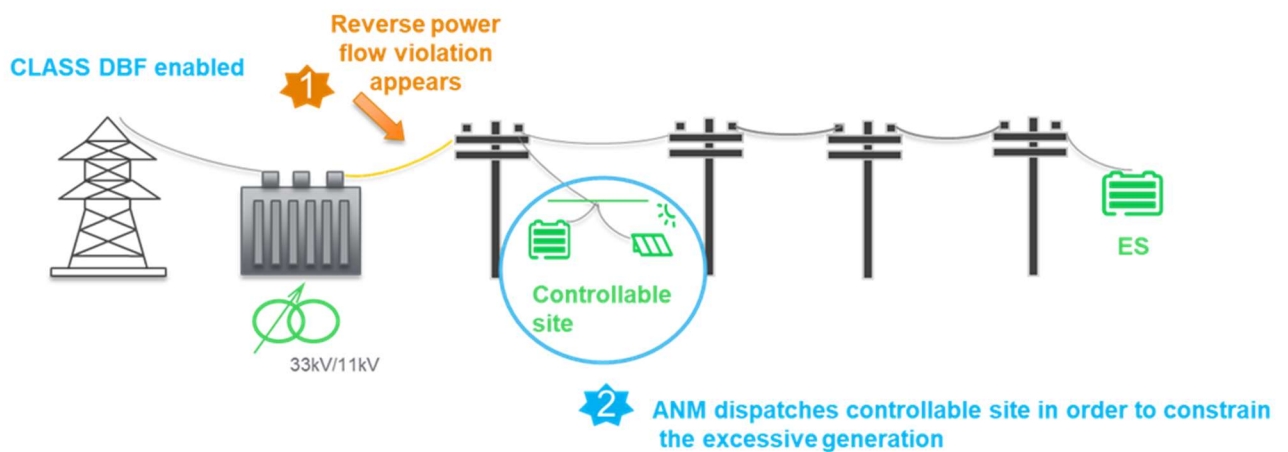 Reverse power
flow violation
appears
CLASS DBF enabled
1
Controllable
site
ES
33kV/11kV
2
ANM dispatches controllable site in order to constrain
the excessive generation